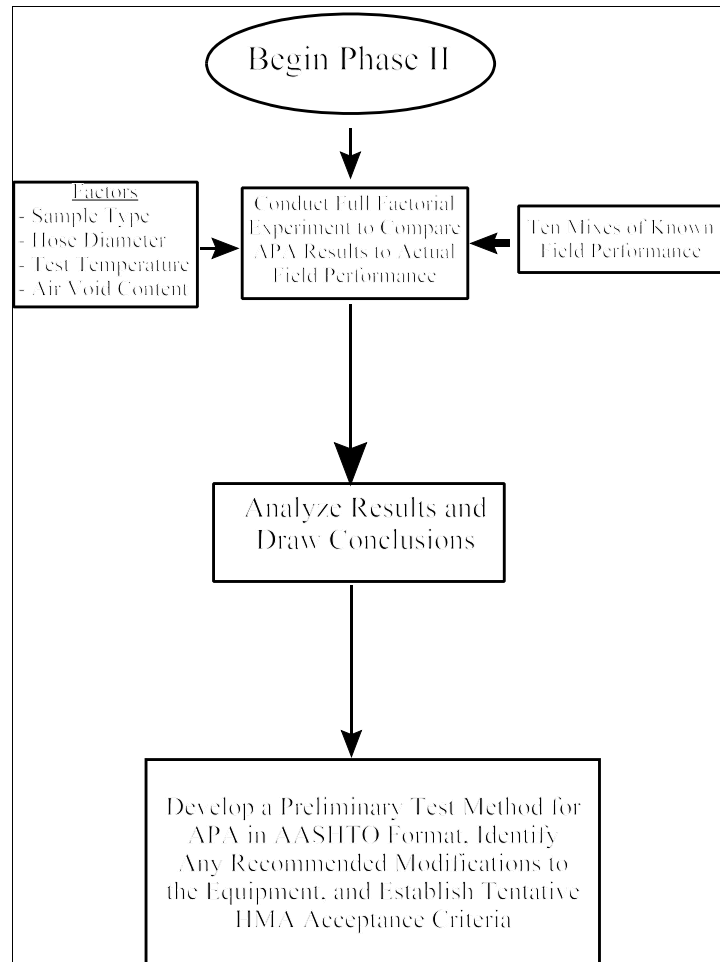 Begin Phase II
Factors
- Sample Type
- Hose Diameter
- Test Temperature
- Air Void Content
Conduct Full Factorial
Experiment to Compare
APA Results to Actual
Field Performance
Ten Mixes of Known
Field Performance
Analyze Results and
Draw Conclusions
Develop a Preliminary Test Method for
APA in AASHTO Format, Identify
Any Recommended Modifications to
the Equipment, and Establish Tentative
HMA Acceptance Criteria